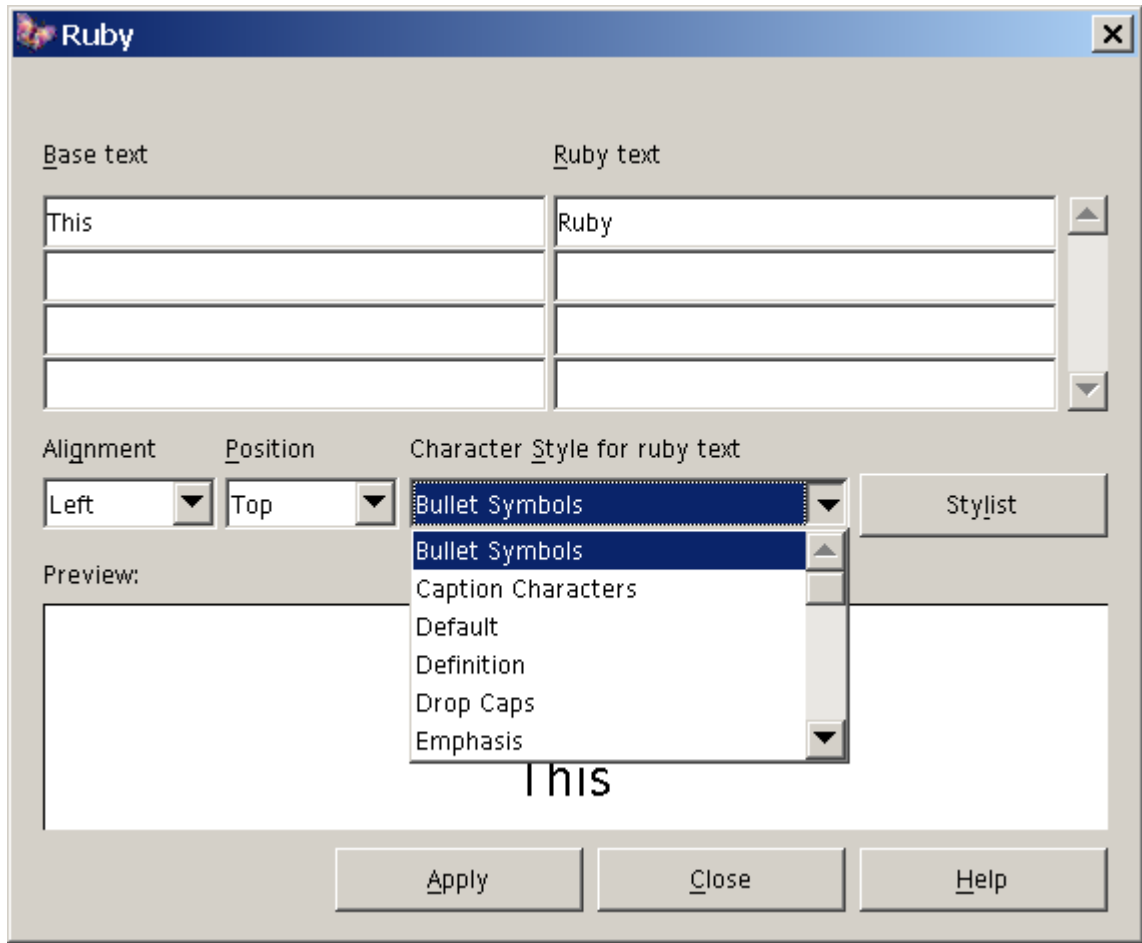 Ruby
Base text Ruby text
This Ruby
Alignment Position Character Style for ruby text
Left Top Bullet Symbols Stylist
Bullet Symbols
Preview:
Caption Characters
Default
Definition
Drop Caps
Emphasis
This
Apply Close Help